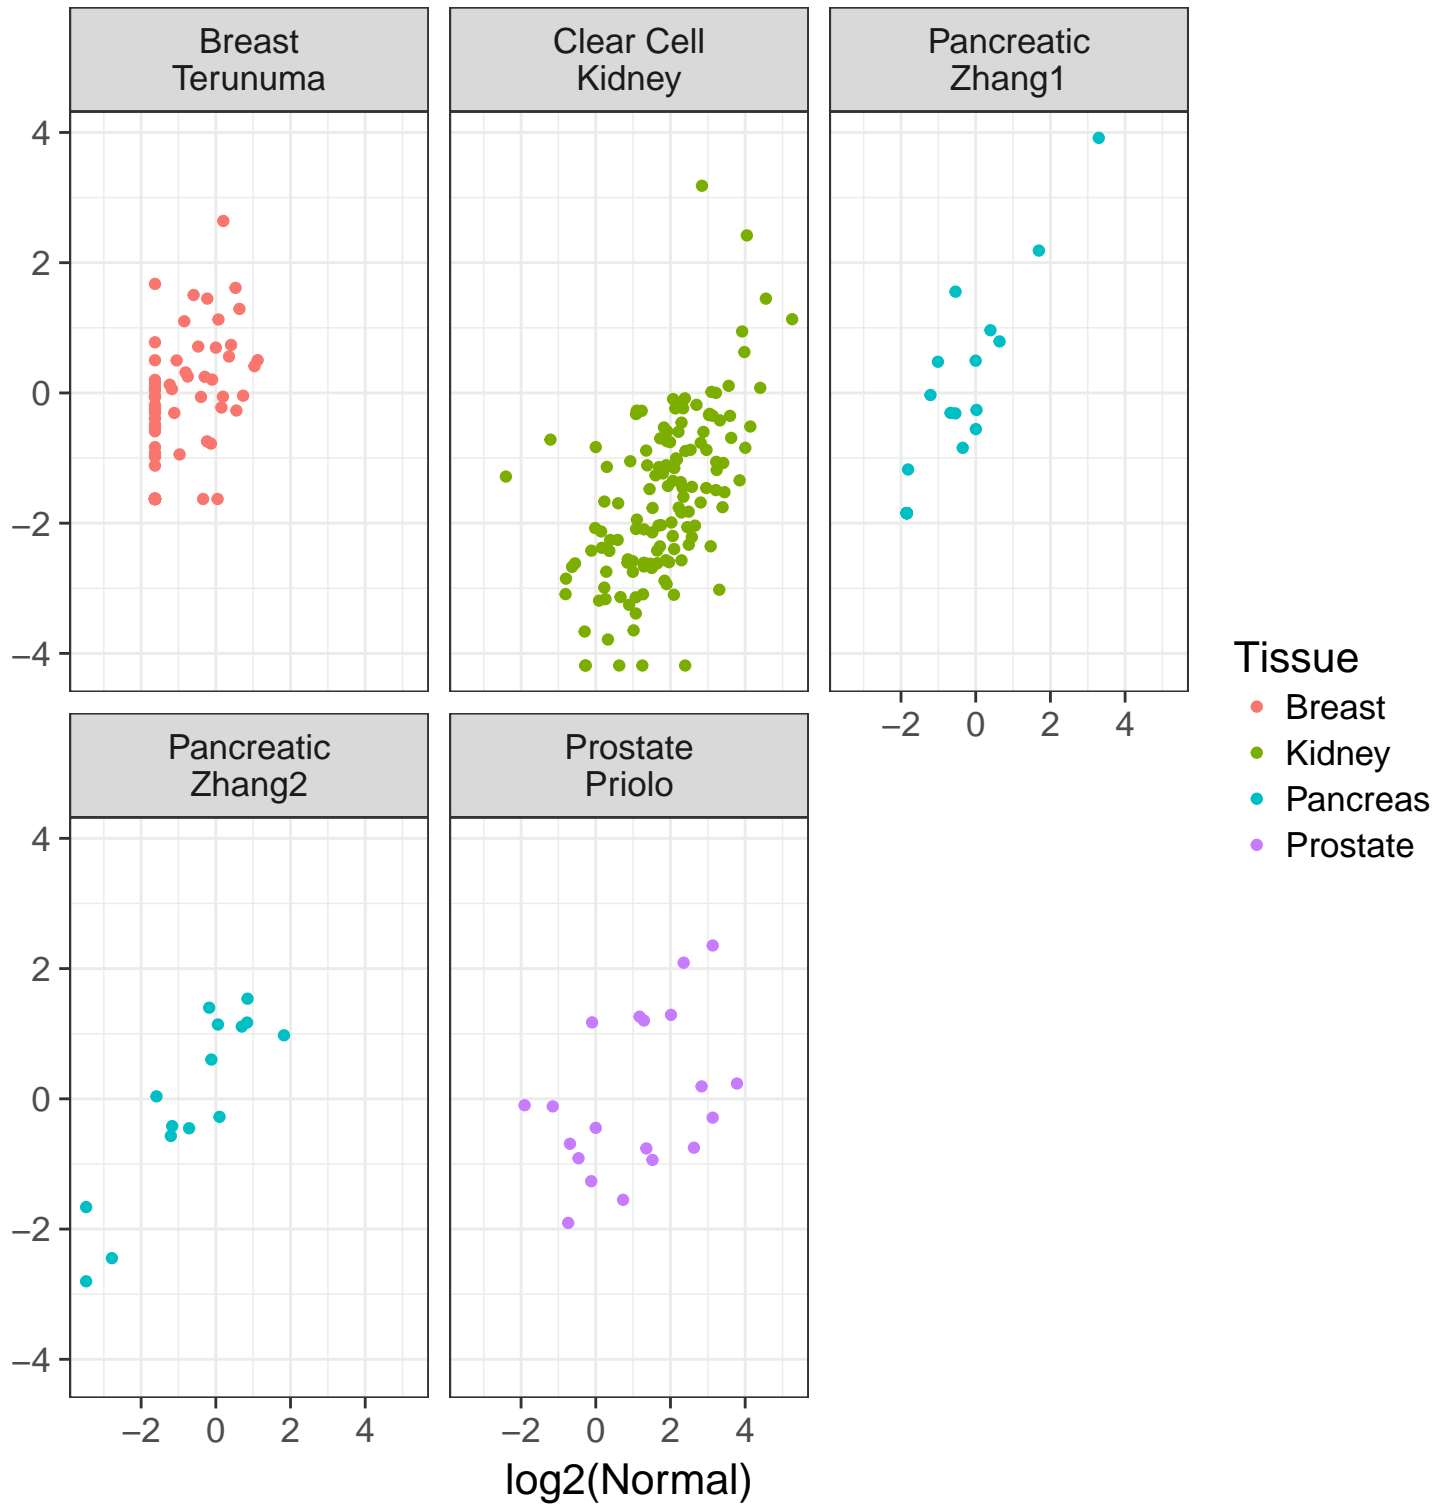 Breast
Terunuma
Clear Cell
Kidney
Pancreatic
Zhang1
4
2
0
−2
−4
−2 0 2 4
Tissue
Breast
Kidney
Pancreas
Prostate
Pancreatic
Zhang2
Prostate
Priolo
4
2
0
−2
−4
−2 0 2 4
−2 0 2 4
log2(Normal)